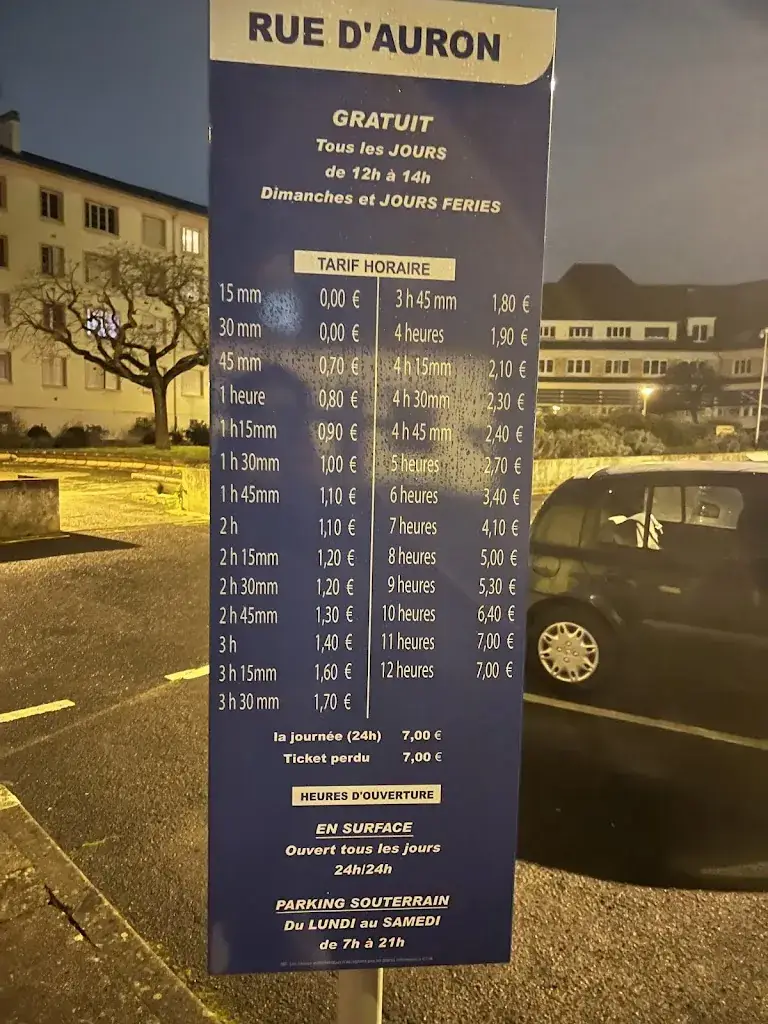 RUE D'AURON
GRATUIT
Tous les JOURS
de 12h à 14h
Dimanches et JOURS FERIES
TARIF HORAIRE
15 mm 0,00 €
30 mm 0,00 €
45 mm 0,70 €
1 heure 0,80 €
1 h15mm 0,90 €
1 h 30mm 1,00 €
1 h 45mm 1,10 €
2 h 1,10 €
2 h 15mm 1,20 €
2 h 30mm 1,20 €
2 h 45mm 1,30 €
3 h 1,40 €
3 h 15mm 1,60 €
3 h 30 mm 1,70 €
3 h 45 mm 1,80 €
4 heures 1,90 €
4 h 15mm 2,10 €
4 h 30mm 2,30 €
4 h 45 mm 2,40 €
5 heures 2,70 €
6 heures 3,40 €
7 heures 4,10 €
8 heures 5,00 €
9 heures 5,30 €
10 heures 6,40 €
11 heures 7,00 €
12 heures 7,00 €
la journée (24h) 7,00 €
Ticket perdu 7,00 €
HEURES D'OUVERTURE
EN SURFACE
Ouvert tous les jours
24h/24h
PARKING SOUTERRAIN
Du LUNDI au SAMEDI
de 7h à 21h